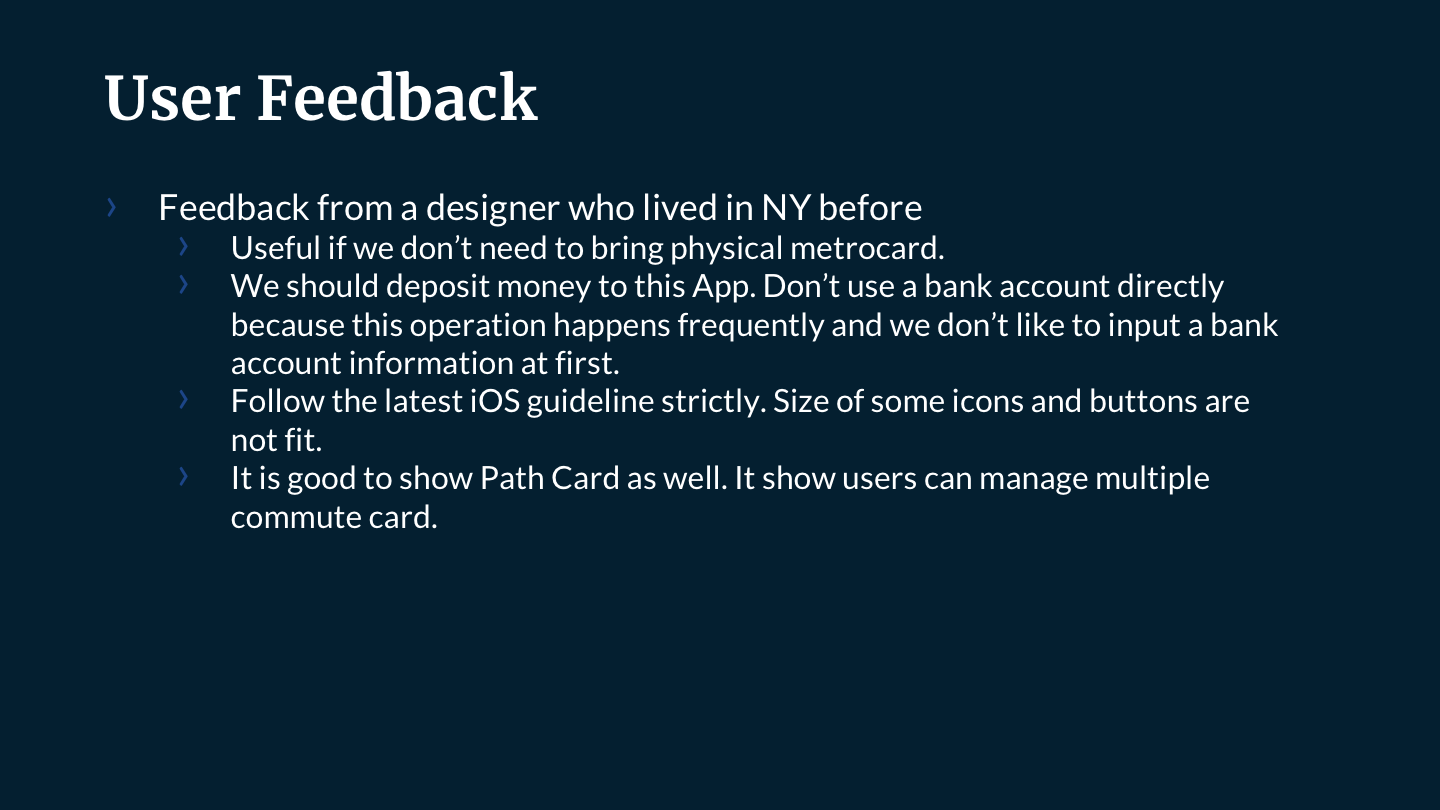 User Feedback
› Feedback from a designer who lived in NY before
› Useful if we don’t need to bring physical metrocard.
› We should deposit money to this App. Don’t use a bank account directly
because this operation happens frequently and we don’t like to input a bank
account information at first.
› Follow the latest iOS guideline strictly. Size of some icons and buttons are
not fit.
› It is good to show Path Card as well. It show users can manage multiple
commute card.